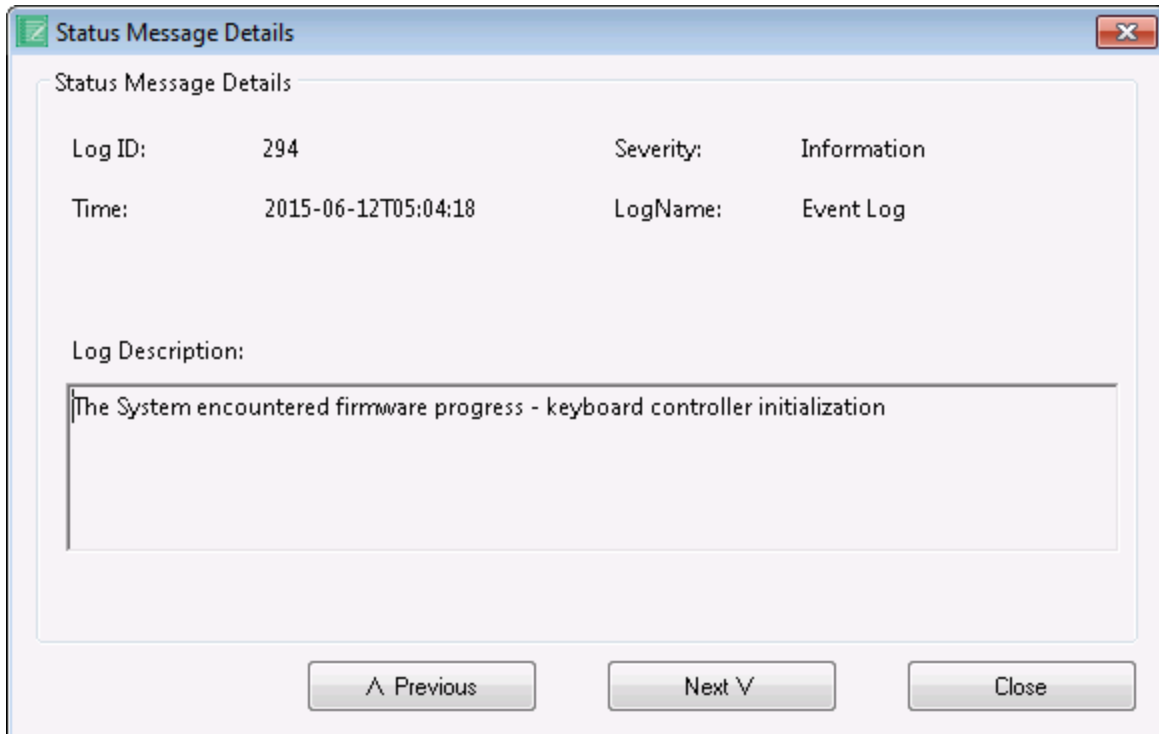 Status Message Details
Status Message Details
Log ID: 294 Severity: Information
Time: 2015-06-12T05:04:18 LogName: Event Log
Log Description:
The System encountered firmware progress - keyboard controller initialization
Λ Previous Next V Close